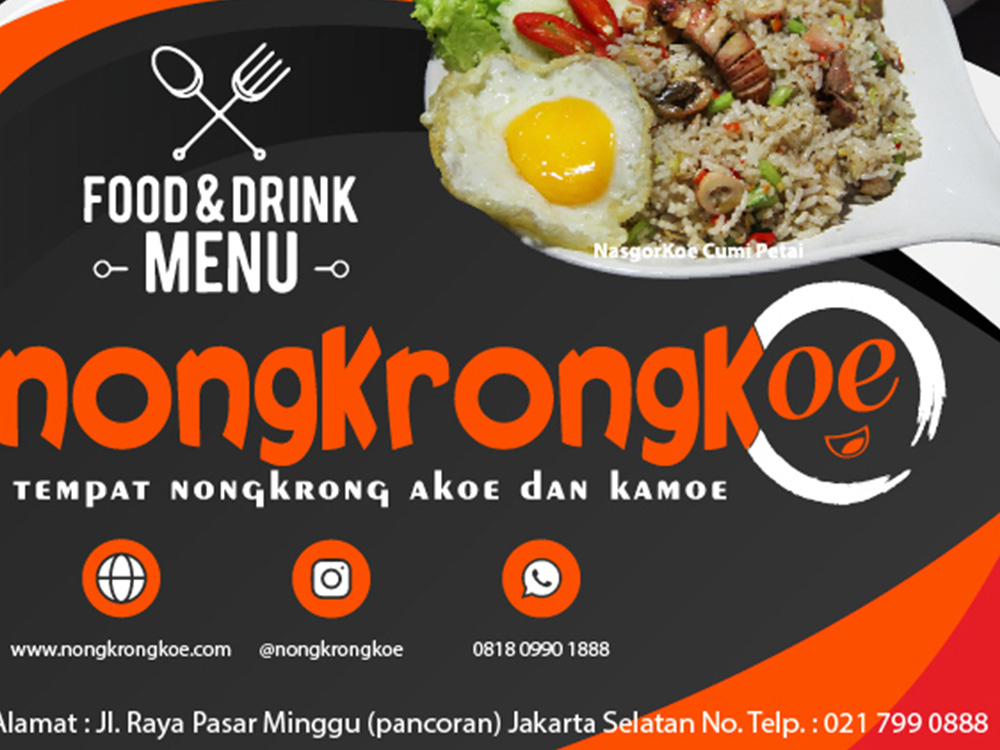 FOOD & DRINK
MENU
NasgorKoe Cumi Petai
nongkrongkoe
TEMPAT NONGKRONG AKOE DAN KAMOE
www.nongkrongkoe.com
@nongkrongkoe
0818 0990 1888
Alamat : Jl. Raya Pasar Minggu (pancoran) Jakarta Selatan No. Telp. : 021 799 0888